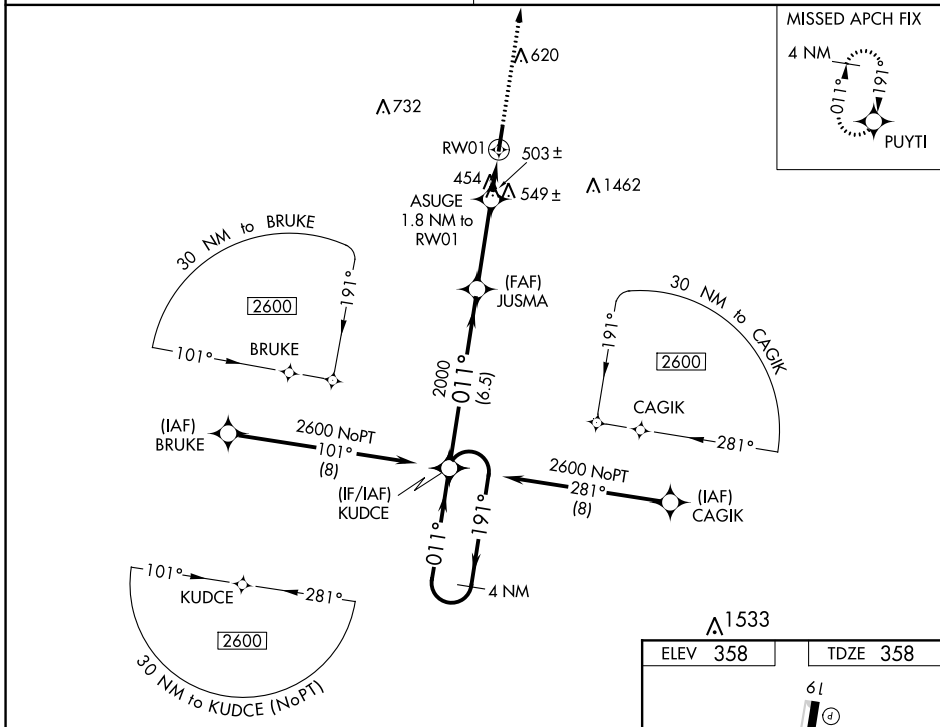 MISSED APCH FIX
4 NM
011°
191°
PUYTI
620
732
RW01
503 ±
454
549 ±
1462
ASUGE
1.8 NM to
RW01
30 NM to BRUKE
2600
191°
101°
BRUKE
(FAF)
JUSMA
30 NM to CAGIK
191°
2600
CAGIK
281°
2000
011°
(6.5)
(IAF)
BRUKE
2600 NoPT
101°
(8)
(IF/IAF)
KUDCE
2600 NoPT
281°
(8)
(IAF)
CAGIK
011°
191°
4 NM
101°
KUDCE
281°
2600
30 NM to KUDCE (NoPT)
1533
ELEV 358
TDZE 358
19
P